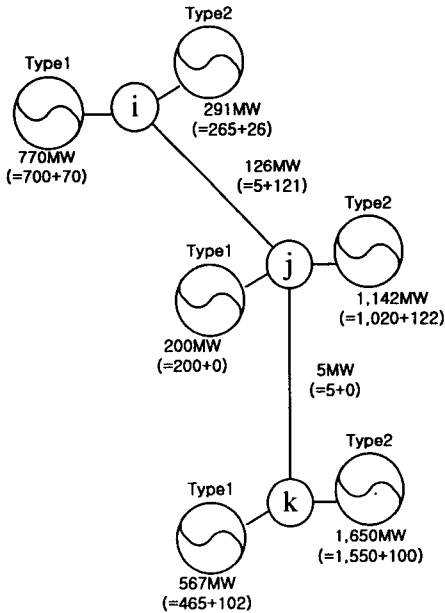 Type2
Type1
i
291MW
(=265+26)
770MW
(=700+70)
126MW
(=5+121)
Type2
Type1
j
1,142MW
(=1,020+122)
200MW
(=200+0)
5MW
(=5+0)
Type2
Type1
k
1,650MW
(=1,550+100)
567MW
(=465+102)